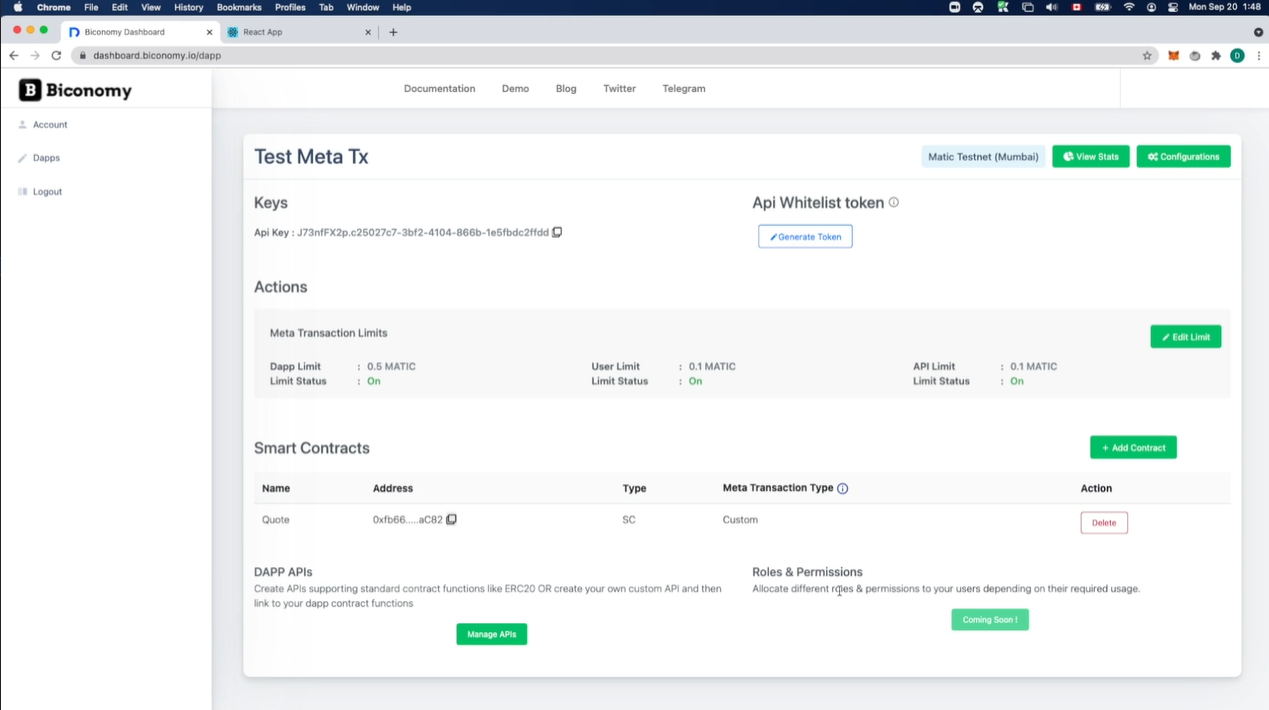 Chrome File Edit View History Bookmarks Profiles Tab Window Help Mon Sep 20 1:48
Biconomy Dashboard React App
dashboard.biconomy.io/dapp D
B Biconomy Documentation Demo Blog Twitter Telegram
Account
Dapps
Logout
Test Meta Tx Matic Testnet (Mumbai) View Stats Configurations
Keys Api Whitelist token
Api Key : J73nfFX2p.c25027c7-3bf2-4104-866b-1e5fbdc2ffdd Generate Token
Actions
Meta Transaction Limits Edit Limit
Dapp Limit : 0.5 MATIC User Limit : 0.1 MATIC API Limit : 0.1 MATIC
Limit Status : On Limit Status : On Limit Status : On
Smart Contracts + Add Contract
Name Address Type Meta Transaction Type Action
Quote 0xfb66.....aC82 SC Custom Delete
DAPP APIs Roles & Permissions
Create APIs supporting standard contract functions like ERC20 OR create your own custom API and then Allocate different roles & permissions to your users depending on their required usage.
link to your dapp contract functions
Manage APIs Coming Soon !